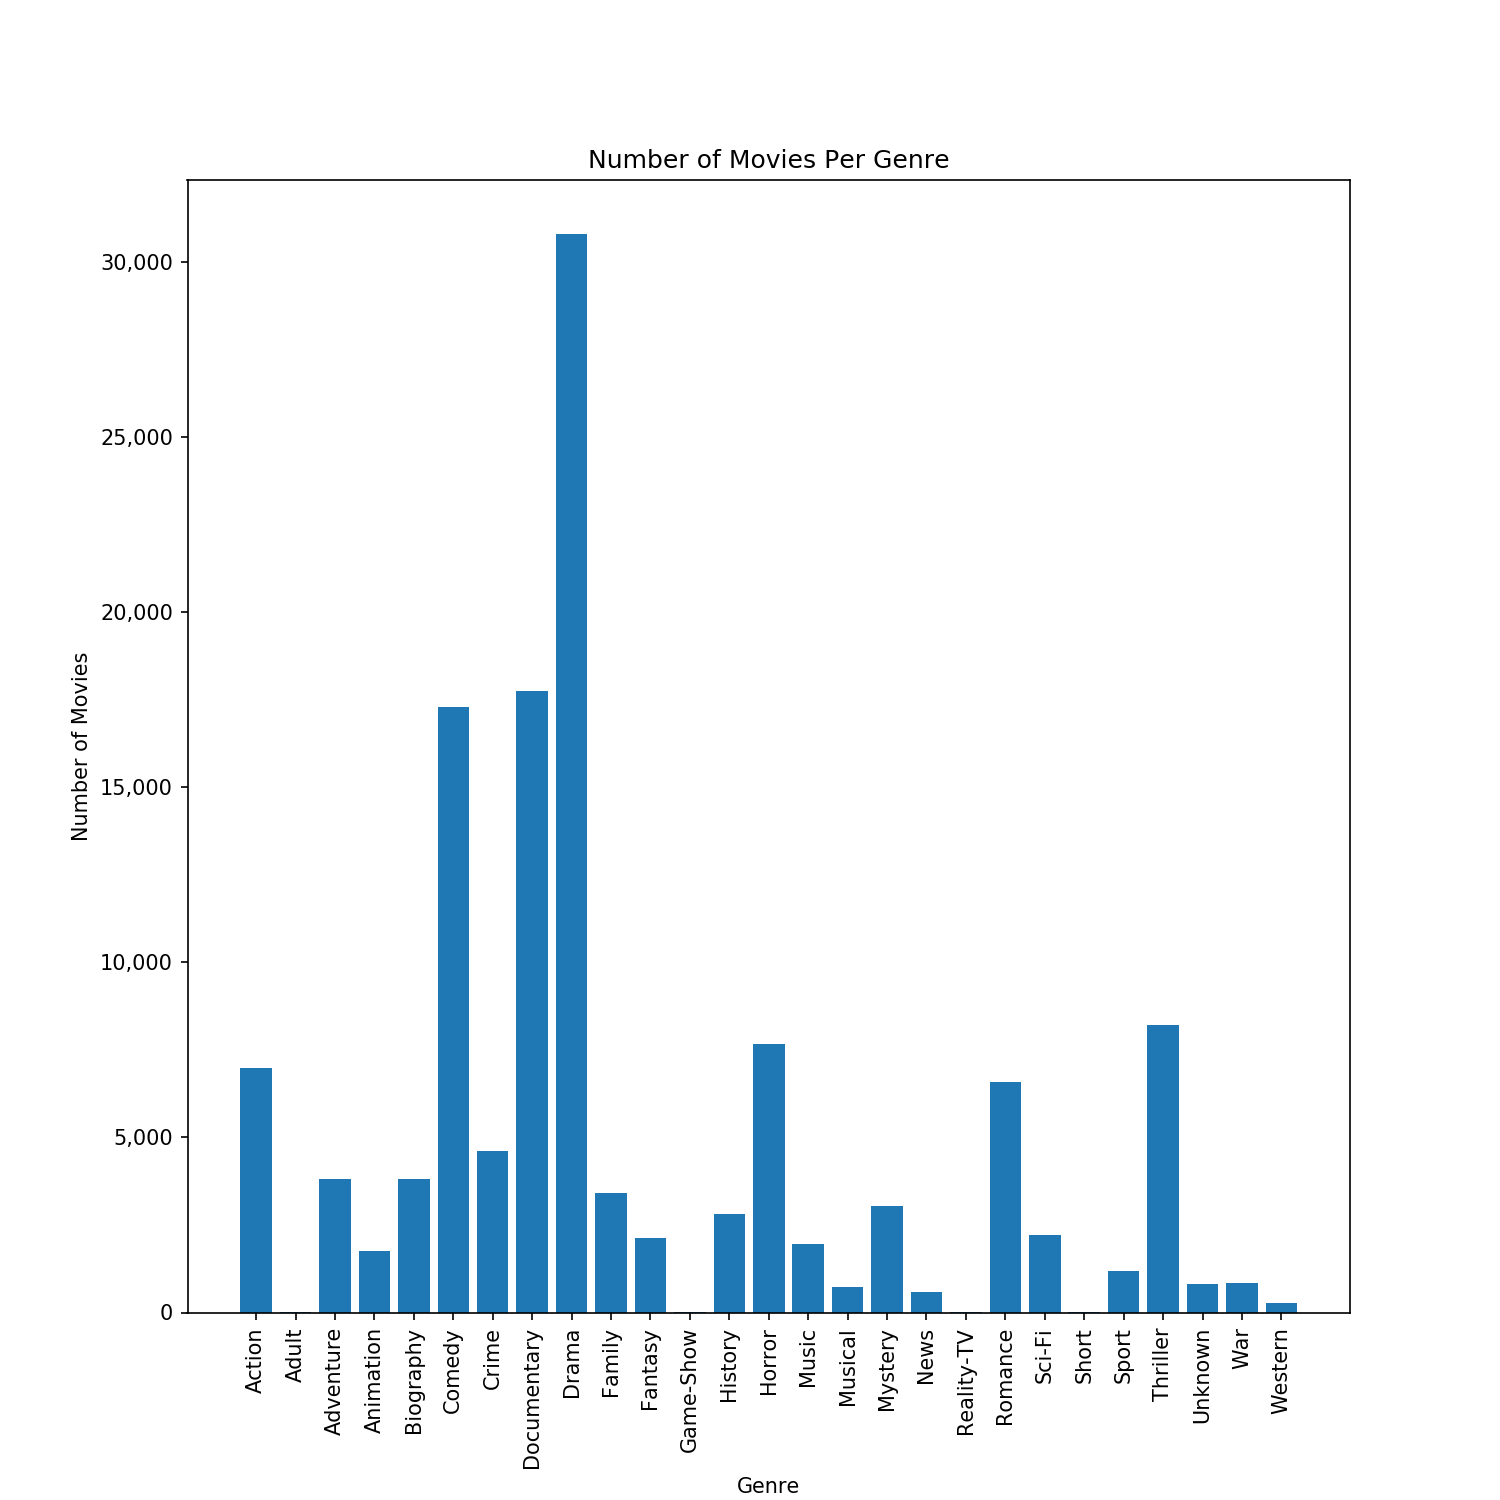 Number of Movies Per Genre
30,000
25,000
20,000
15,000
10,000
5,000
0
Number of Movies
Action
Adult
Adventure
Animation
Biography
Comedy
Crime
Documentary
Drama
Family
Fantasy
Game-Show
History
Horror
Music
Musical
Mystery
News
Reality-TV
Romance
Sci-Fi
Short
Sport
Thriller
Unknown
War
Western
Genre